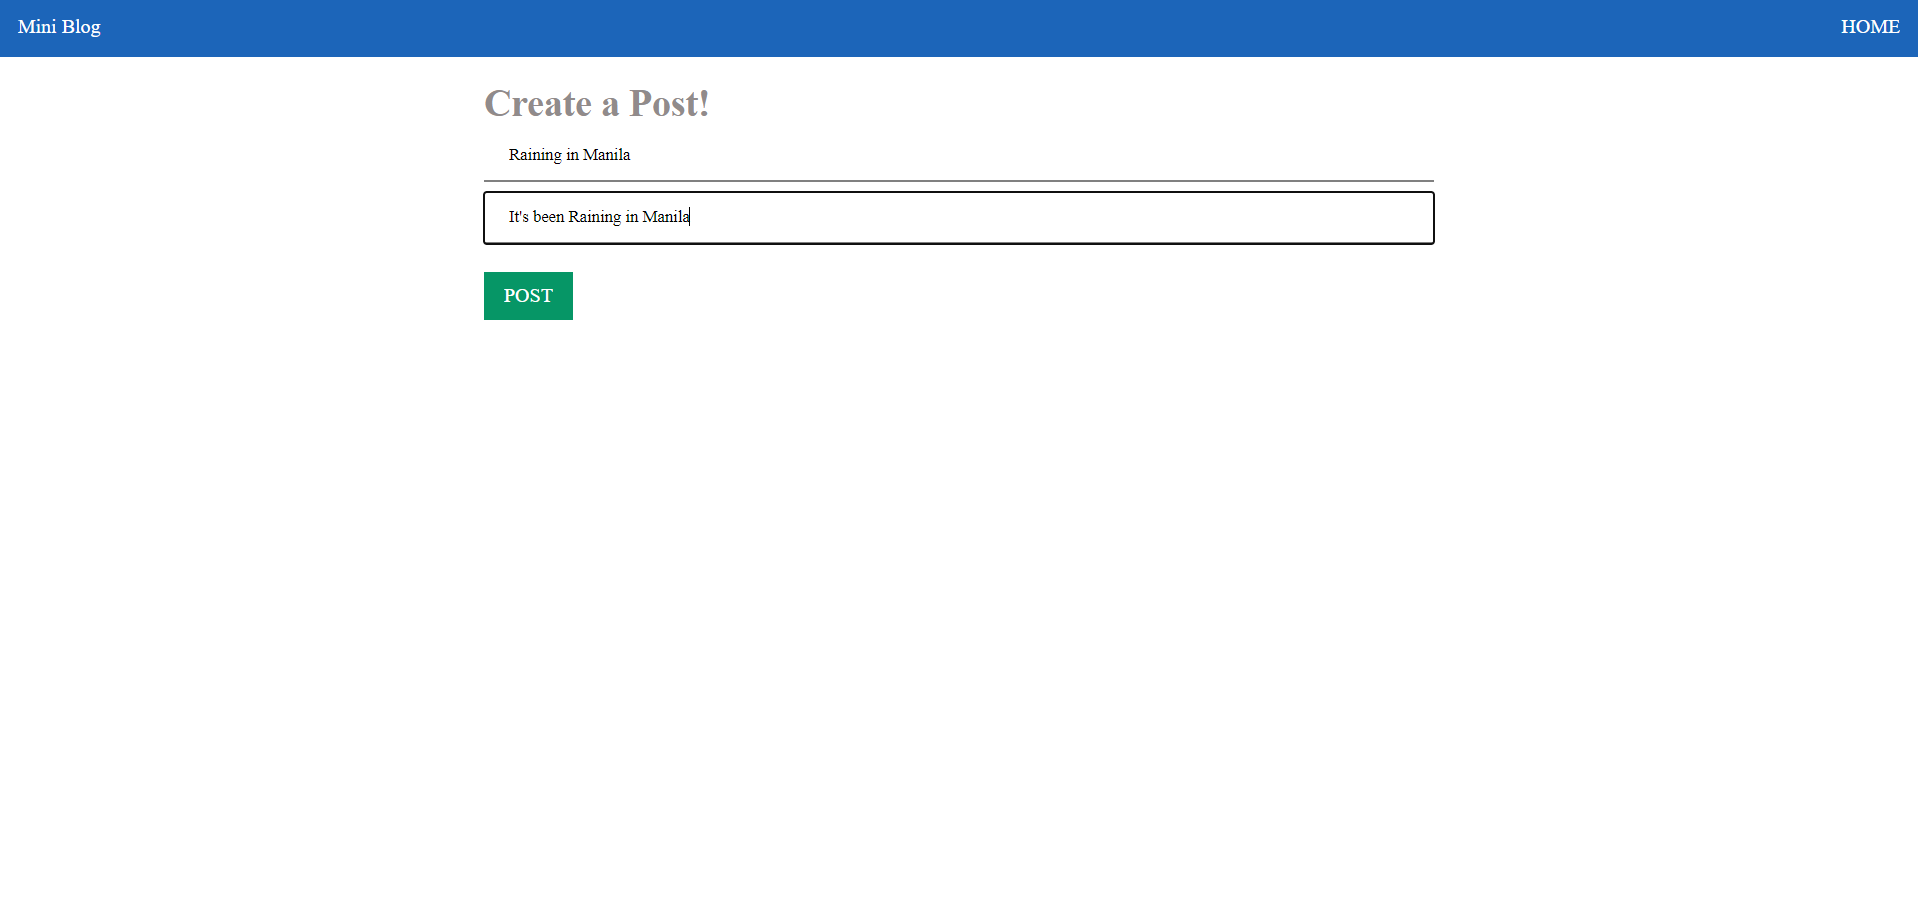 Mini Blog HOME
Create a Post!
Raining in Manila
It's been Raining in Manila
POST